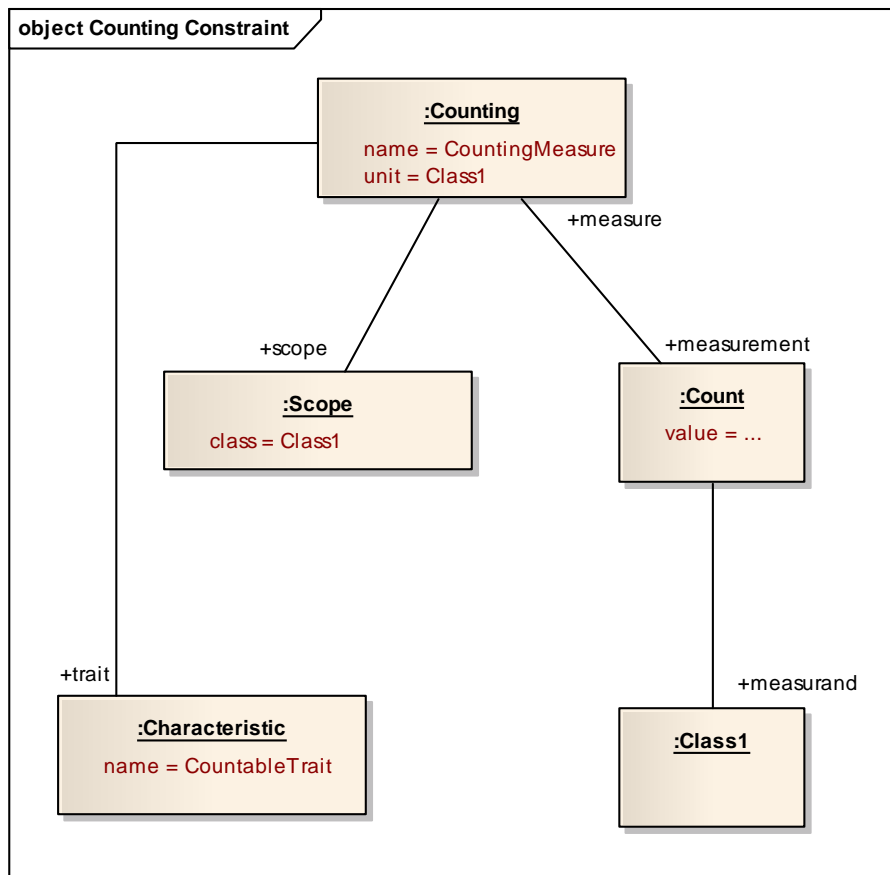 object Counting Constraint
:Counting
name = CountingMeasure
unit = Class1
+measure
+scope
+measurement
:Scope
class = Class1
:Count
value = ...
+trait
+measurand
:Characteristic
name = CountableTrait
:Class1